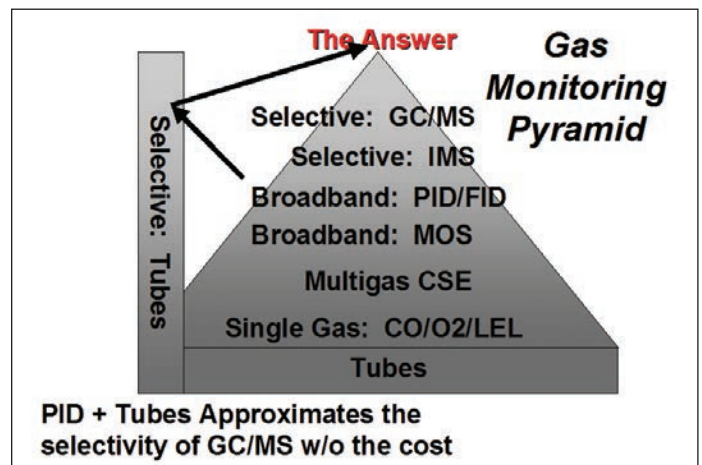 The Answer
Gas
Monitoring
Pyramid
Selective: Tubes
Selective: GC/MS
Selective: IMS
Broadband: PID/FID
Broadband: MOS
Multigas CSE
Single Gas: CO/O2/LEL
Tubes
PID + Tubes Approximates the
selectivity of GC/MS w/o the cost